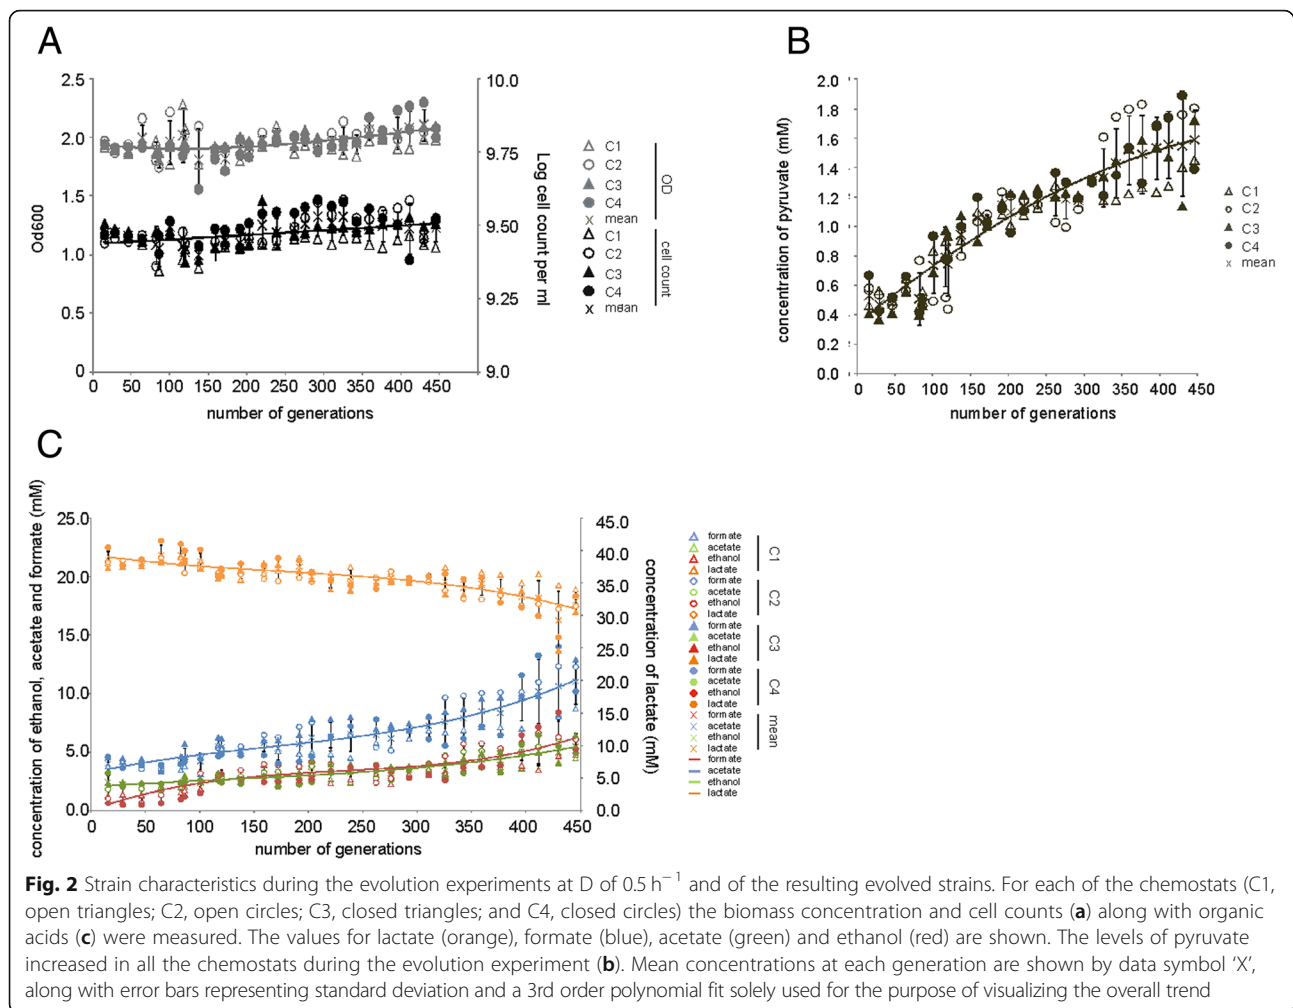 A
2.5
2.0
1.5
1.0
0.5
0
Od600
10.0
9.75
9.50
9.25
9.0
Log cell count per ml
0 50 100 150 200 250 300 350 400 450
number of generations
C1
C2
C3
C4
mean
OD
C1
C2
C3
C4
mean
cell count
B
2.0
1.8
1.6
1.4
1.2
1.0
0.8
0.6
0.4
0.2
0.0
concentration of pyruvate (mM)
0 50 100 150 200 250 300 350 400 450
number of generations
C1
C2
C3
C4
mean
C
25.0
20.0
15.0
10.0
5.0
0.0
concentration of ethanol, acetate and formate (mM)
45.0
40.0
35.0
30.0
25.0
20.0
15.0
10.0
5.0
0.0
concentration of lactate (mM)
0 50 100 150 200 250 300 350 400 450
number of generations
formate
acetate
ethanol
lactate
C1
formate
acetate
ethanol
lactate
C2
formate
acetate
ethanol
lactate
C3
formate
acetate
ethanol
lactate
C4
formate
acetate
ethanol
lactate
mean
formate
acetate
ethanol
lactate
Fig. 2 Strain characteristics during the evolution experiments at D of 0.5 h⁻¹ and of the resulting evolved strains. For each of the chemostats (C1,
open triangles; C2, open circles; C3, closed triangles; and C4, closed circles) the biomass concentration and cell counts (a) along with organic
acids (c) were measured. The values for lactate (orange), formate (blue), acetate (green) and ethanol (red) are shown. The levels of pyruvate
increased in all the chemostats during the evolution experiment (b). Mean concentrations at each generation are shown by data symbol ‘X’,
along with error bars representing standard deviation and a 3rd order polynomial fit solely used for the purpose of visualizing the overall trend